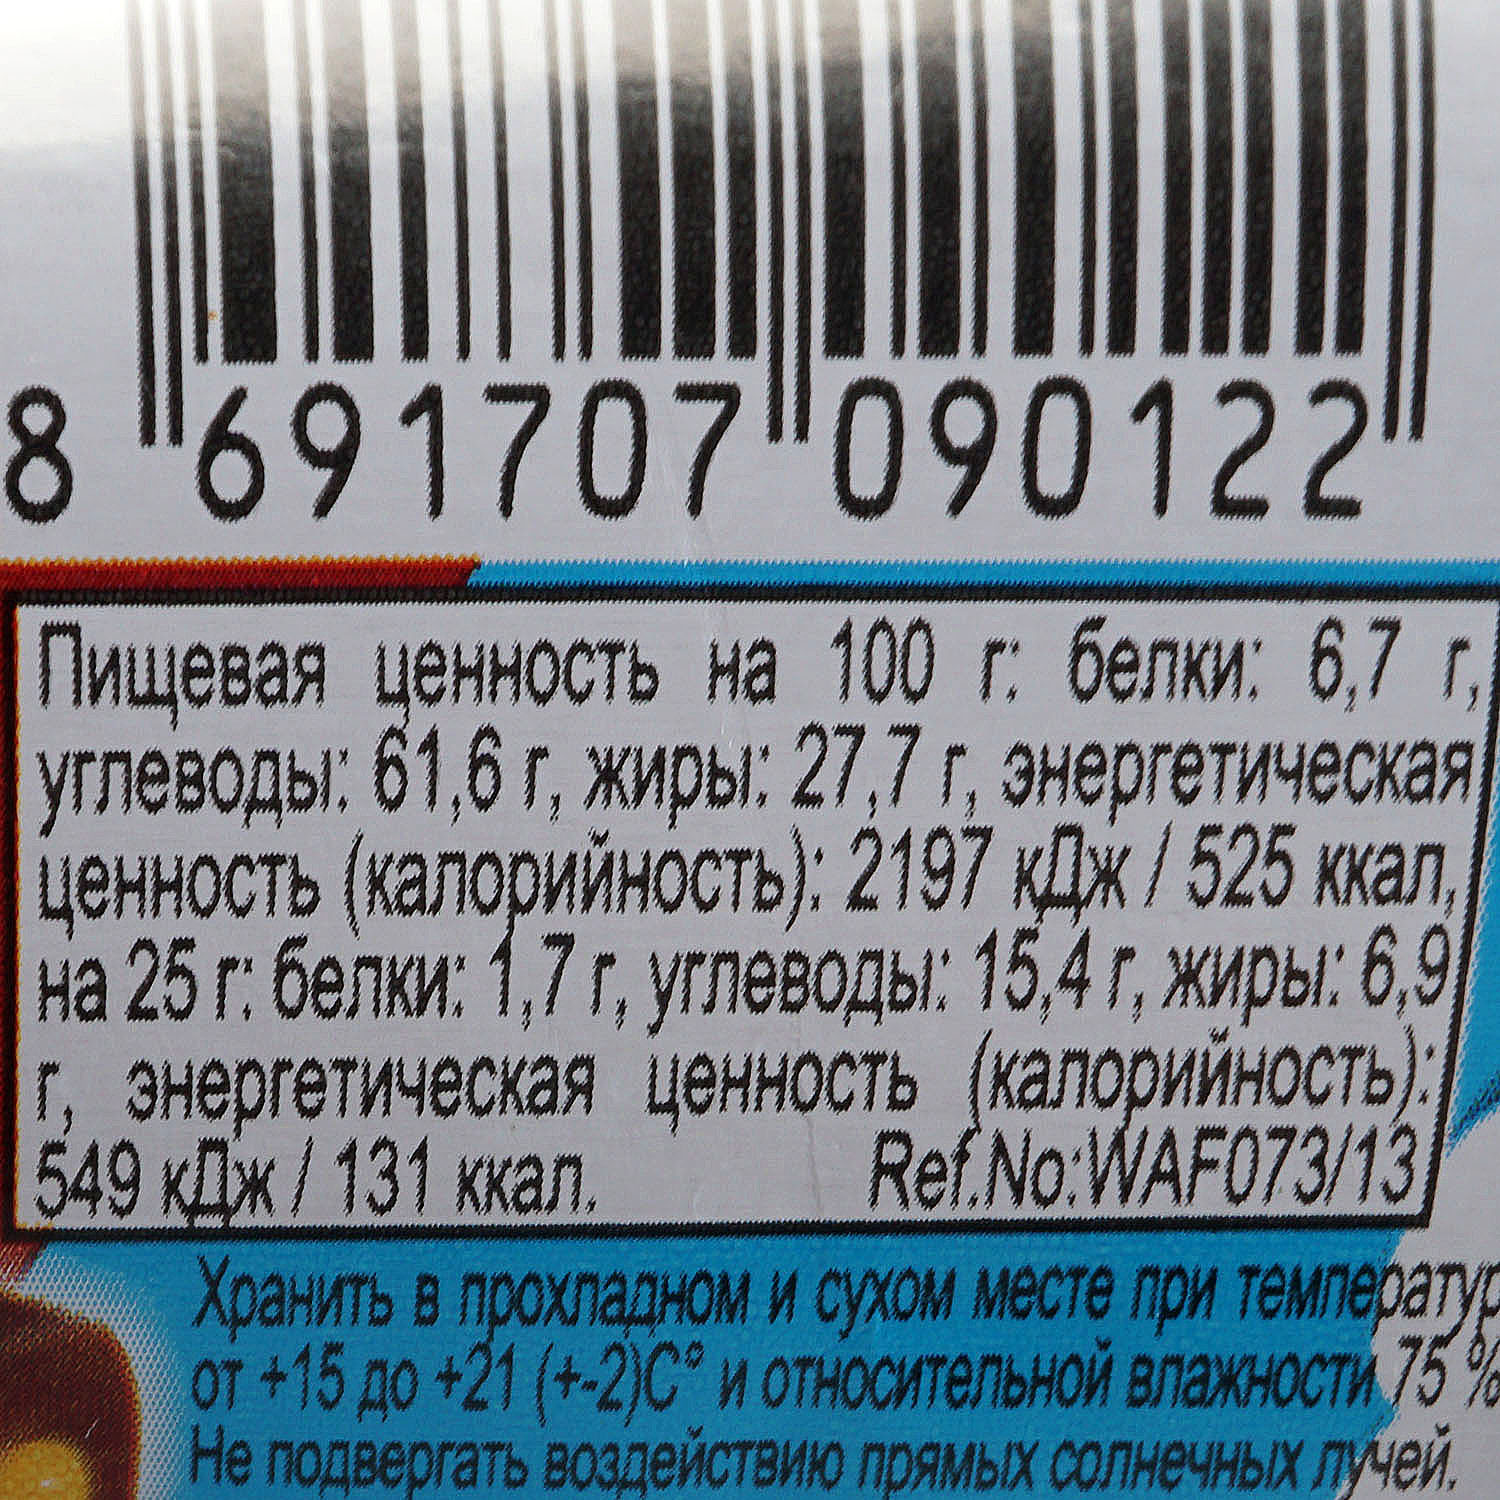 8 691707 090122
Пищевая ценность на 100 г: белки: 6,7 г,
углеводы: 61,6 г, жиры: 27,7 г, энергетическая
ценность (калорийность): 2197 кДж / 525 ккал,
на 25 г: белки: 1,7 г, углеводы: 15,4 г, жиры: 6,9
г, энергетическая ценность (калорийность):
549 кДж / 131 ккал. Ref.No:WAF073/13
Хранить в прохладном и сухом месте при температур
от +15 до +21 (+-2)C° и относительной влажности 75 %
Не подвергать воздействию прямых солнечных лучей.